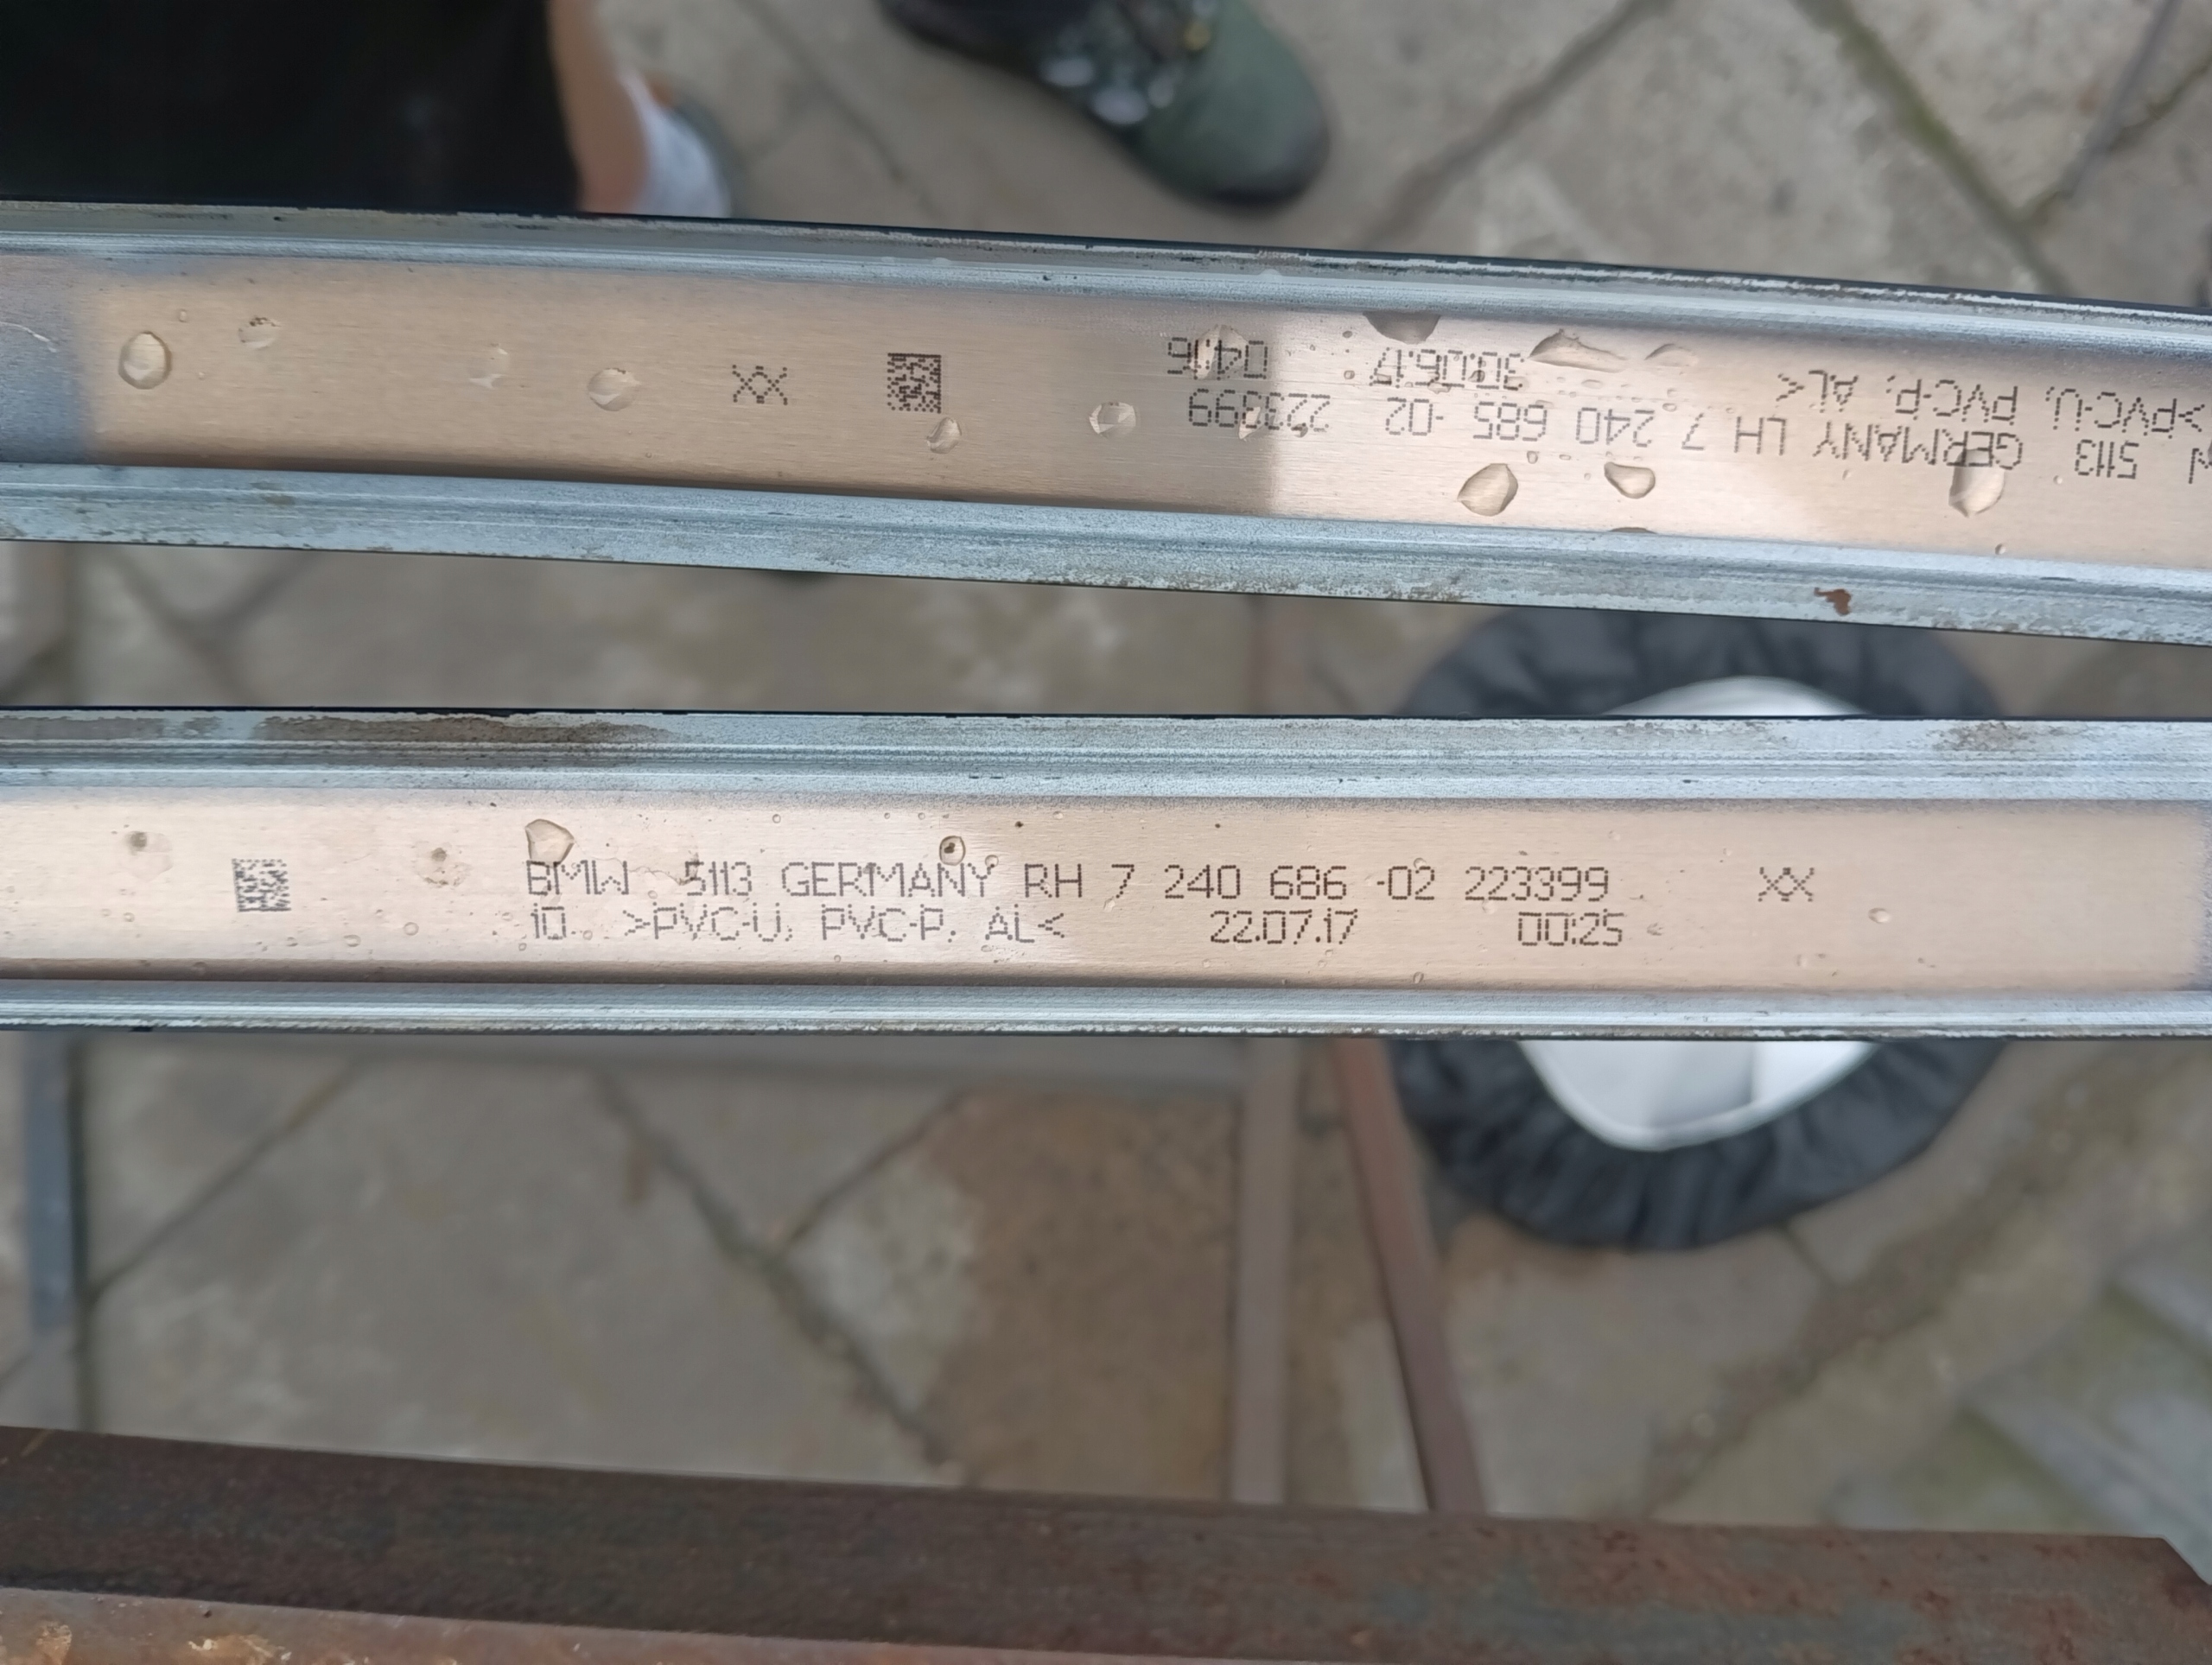 5113 GERMANY LH 7 240 685 -02 223399
>PVC-U, PVC-P, AL< 30.06.17 04:16
XX
BMW 5113 GERMANY RH 7 240 686 -02 223399
10 >PVC-U, PVC-P, AL< 22.07.17 00:25
XX